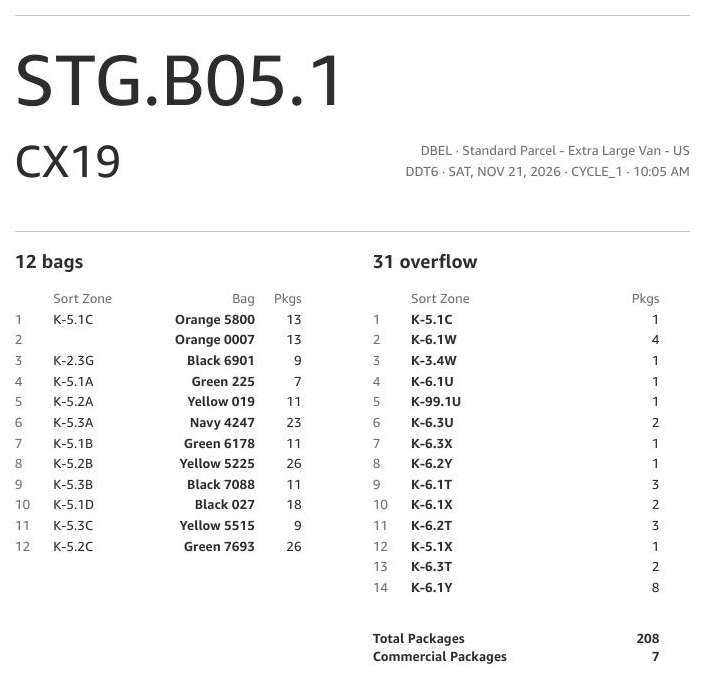 STG.B05.1
CX19
DBEL · Standard Parcel - Extra Large Van - US
DDT6 · SAT, NOV 21, 2026 · CYCLE_1 · 10:05 AM
12 bags
Sort Zone Bag Pkgs
1 K-5.1C Orange 5800 13
2 Orange 0007 13
3 K-2.3G Black 6901 9
4 K-5.1A Green 225 7
5 K-5.2A Yellow 019 11
6 K-5.3A Navy 4247 23
7 K-5.1B Green 6178 11
8 K-5.2B Yellow 5225 26
9 K-5.3B Black 7088 11
10 K-5.1D Black 027 18
11 K-5.3C Yellow 5515 9
12 K-5.2C Green 7693 26
31 overflow
Sort Zone Pkgs
1 K-5.1C 1
2 K-6.1W 4
3 K-3.4W 1
4 K-6.1U 1
5 K-99.1U 1
6 K-6.3U 2
7 K-6.3X 1
8 K-6.2Y 1
9 K-6.1T 3
10 K-6.1X 2
11 K-6.2T 3
12 K-5.1X 1
13 K-6.3T 2
14 K-6.1Y 8
Total Packages 208
Commercial Packages 7